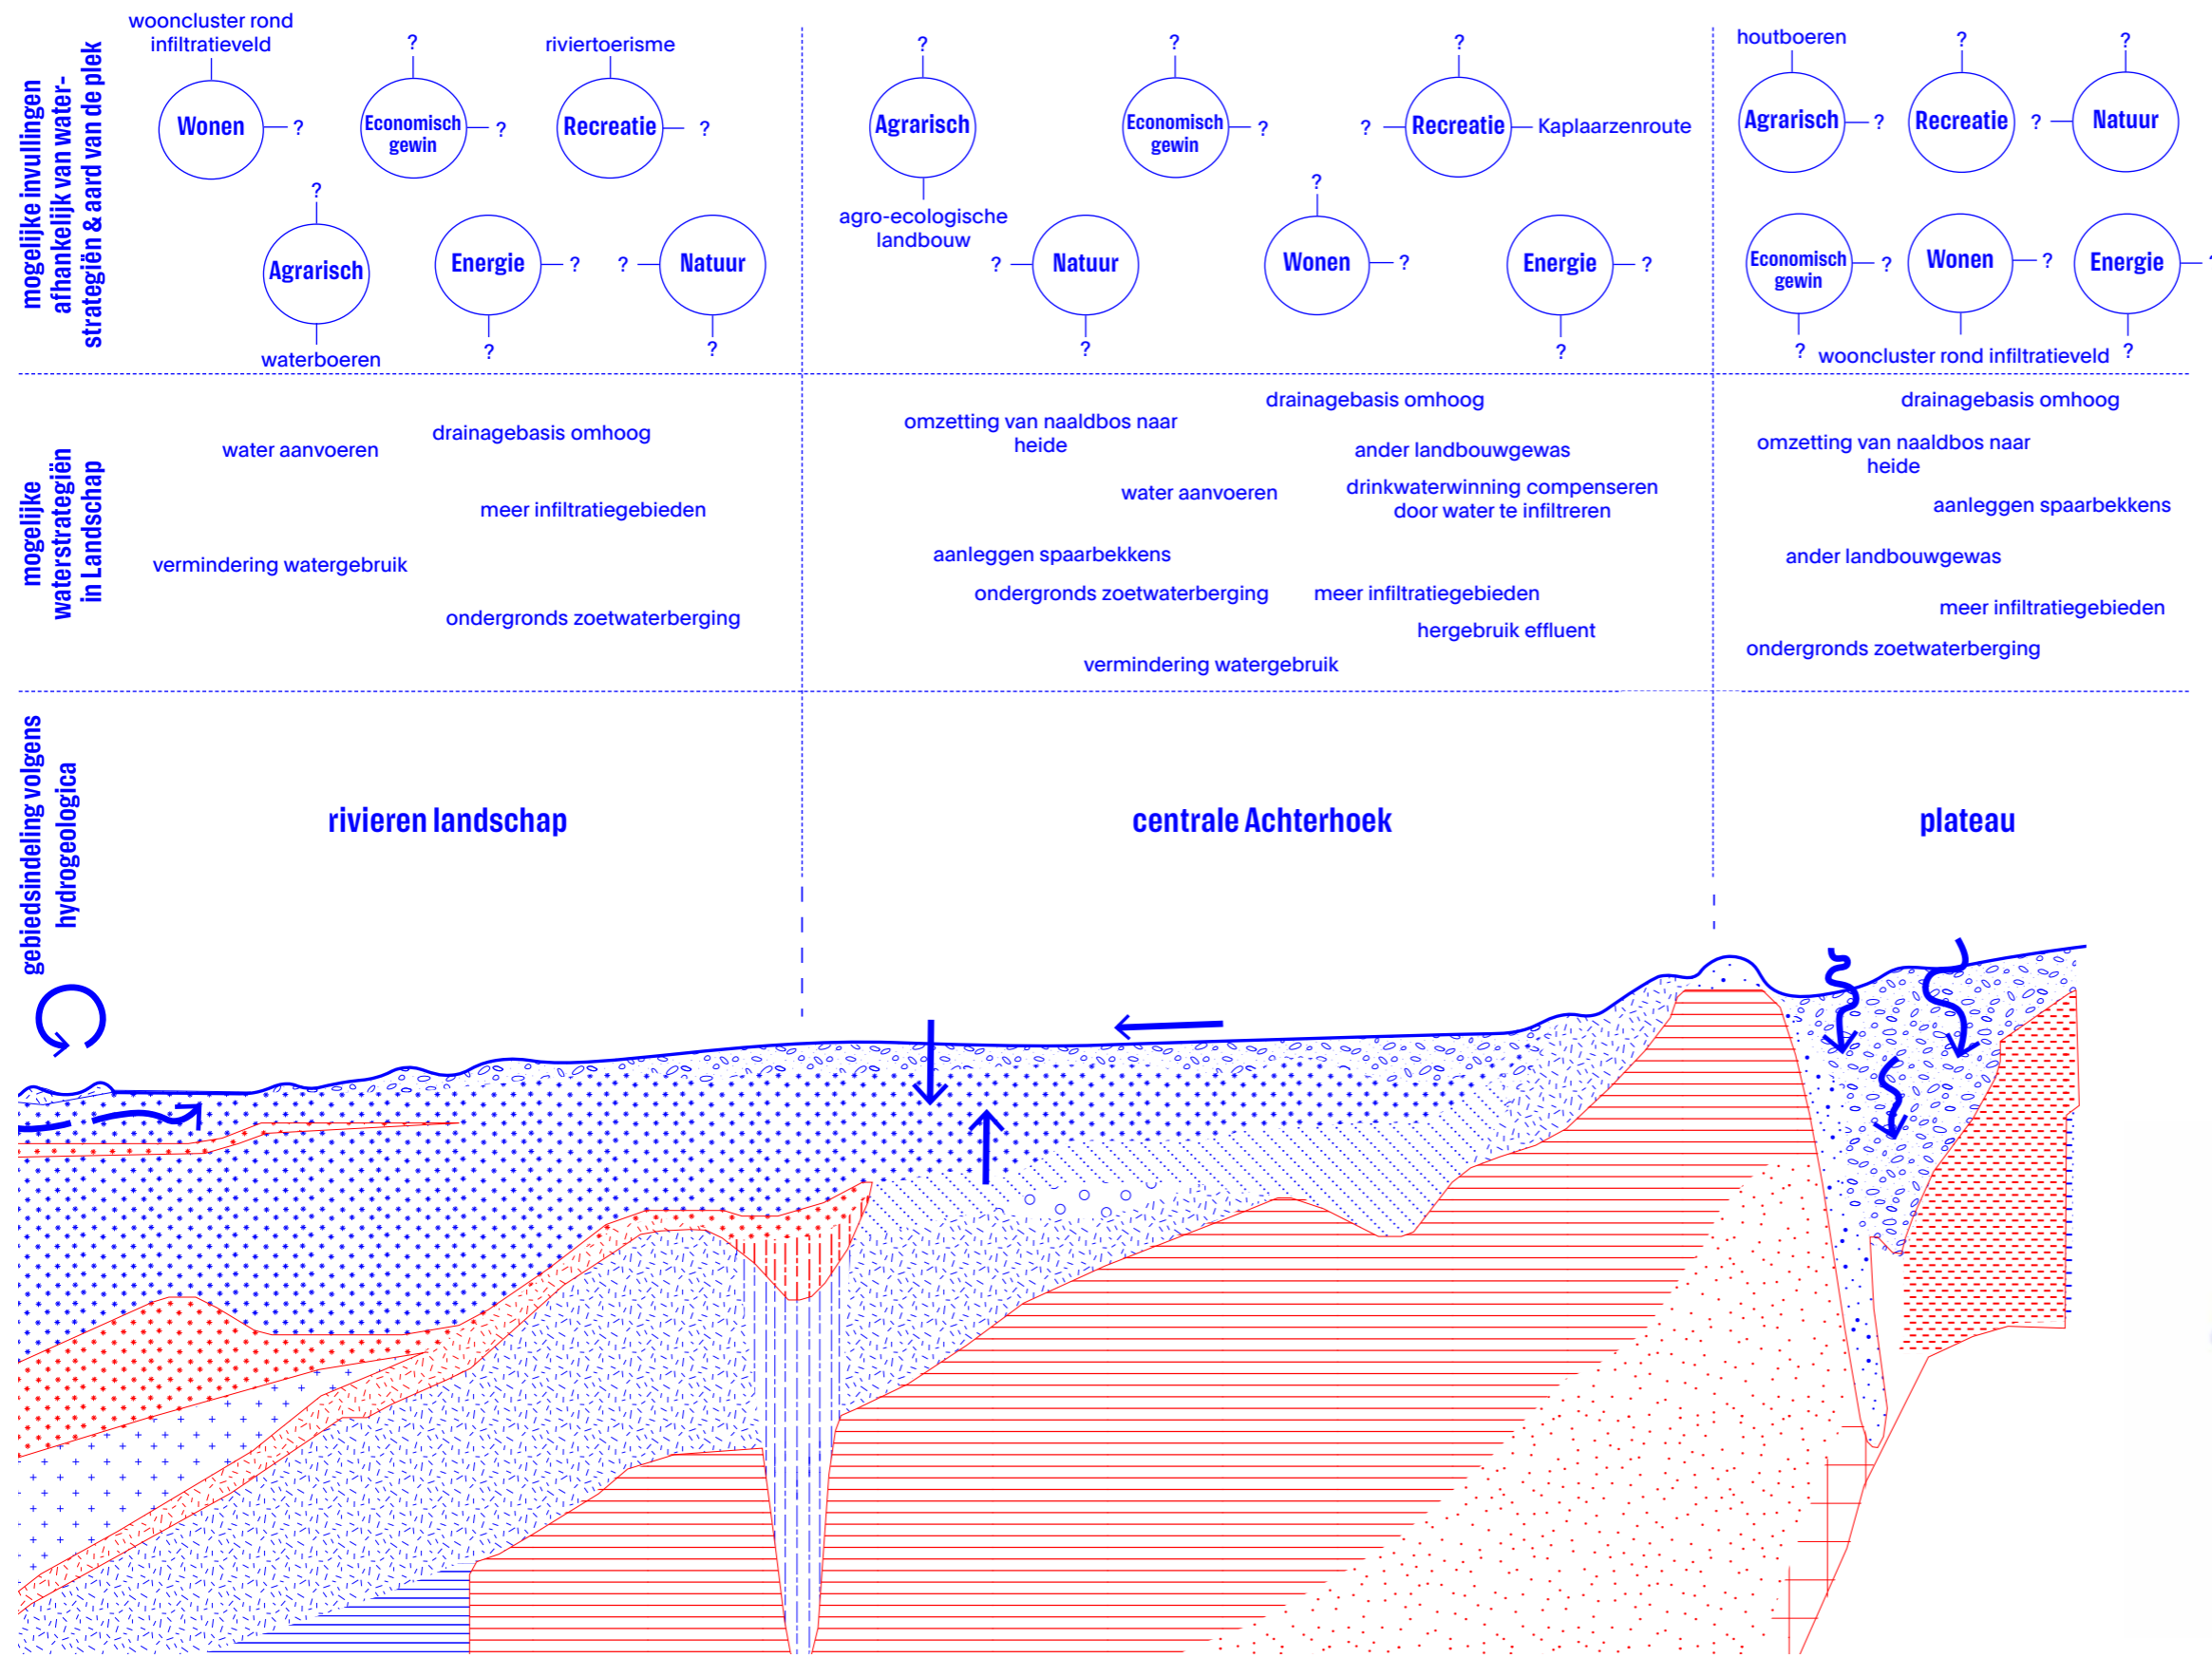 mogelijke invullingen
afhankelijk van water-
strategiën & aard van de plek
wooncluster rond
infiltratieveld
Wonen
?
?
Economisch
gewin
?
riviertoerisme
Recreatie
?
?
Agrarisch
waterboeren
Energie
?
?
?
Natuur
?
?
Agrarisch
agro-ecologische
landbouw
?
Economisch
gewin
?
?
?
Recreatie
Kaplaarzenroute
?
Natuur
?
?
Wonen
?
Energie
?
?
houtboeren
Agrarisch
?
?
Recreatie
?
?
Natuur
Economisch
gewin
?
?
Wonen
?
wooncluster rond infiltratieveld
Energie
?
?
mogelijke
waterstrategiën
in Landschap
water aanvoeren
drainagebasis omhoog
meer infiltratiegebieden
vermindering watergebruik
ondergronds zoetwaterberging
drainagebasis omhoog
omzetting van naaldbos naar
heide
ander landbouwgewas
water aanvoeren
drinkwaterwinning compenseren
door water te infiltreren
aanleggen spaarbekkens
ondergronds zoetwaterberging
meer infiltratiegebieden
hergebruik effluent
vermindering watergebruik
drainagebasis omhoog
omzetting van naaldbos naar
heide
aanleggen spaarbekkens
ander landbouwgewas
meer infiltratiegebieden
ondergronds zoetwaterberging
gebiedsindeling volgens
hydrogeologica
rivieren landschap
centrale Achterhoek
plateau